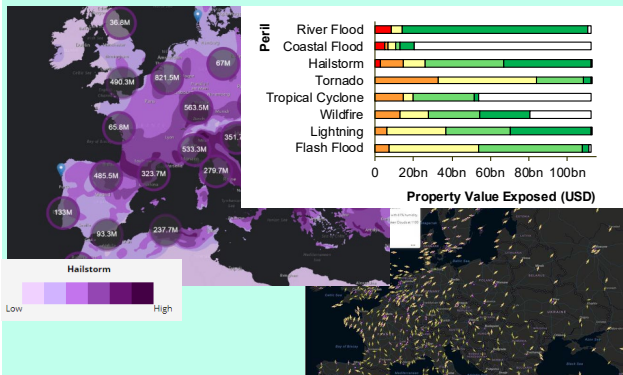 36.8M
67M
821.5M
490.3M
563.5M
65.8M
351.
533.3M
323.7M
279.7M
485.5M
133M
93.3M
237.7M
Hailstorm
Low
High
Peril
River Flood
Coastal Flood
Hailstorm
Tornado
Tropical Cyclone
Wildfire
Lightning
Flash Flood
0
20bn
40bn
60bn
80bn
100bn
Property Value Exposed (USD)